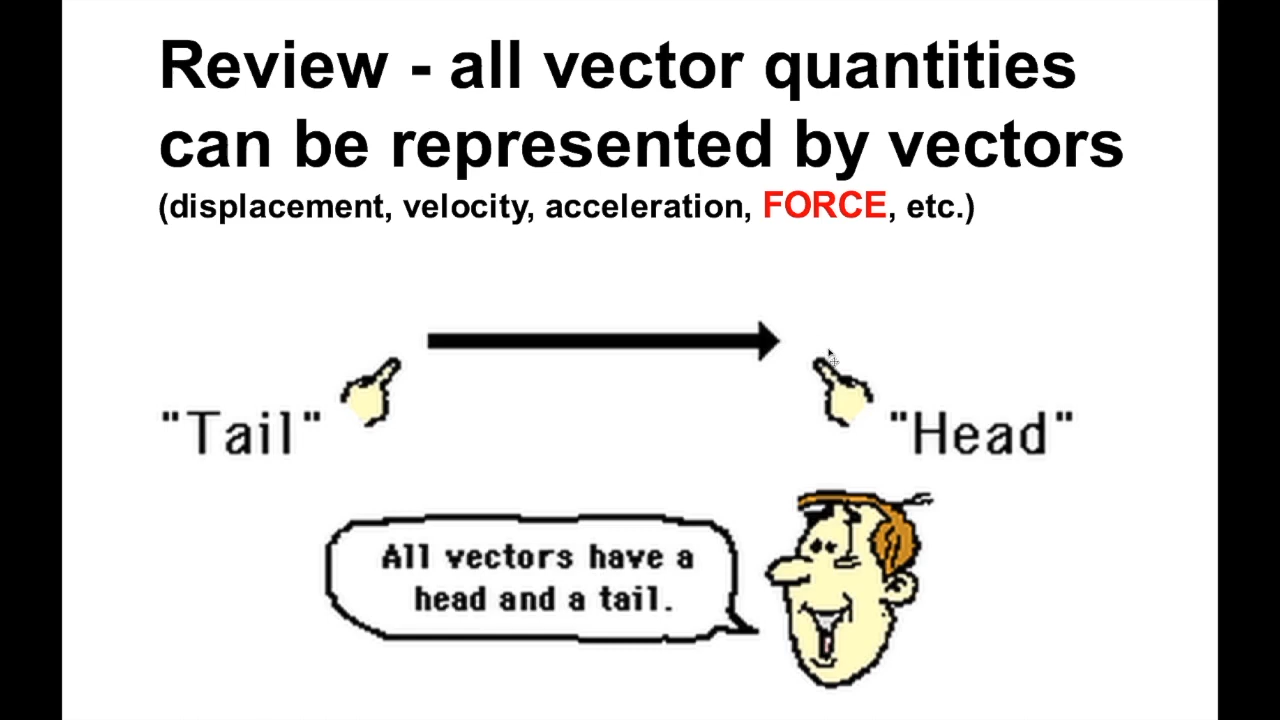 Review - all vector quantities
can be represented by vectors
(displacement, velocity, acceleration, FORCE, etc.)
"Tail" "Head"
All vectors have a
head and a tail.